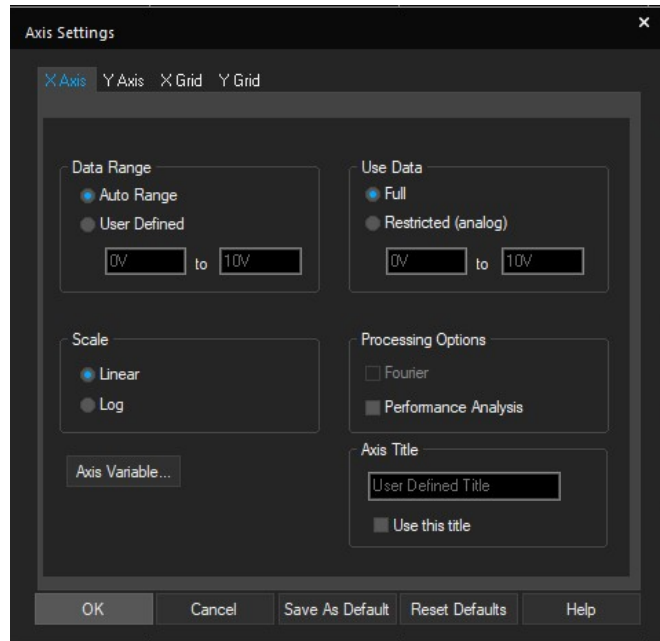 Axis Settings
X Axis Y Axis X Grid Y Grid
Data Range
Auto Range
User Defined
0V to 10V
Use Data
Full
Restricted (analog)
0V to 10V
Scale
Linear
Log
Processing Options
Fourier
Performance Analysis
Axis Variable...
Axis Title
User Defined Title
Use this title
OK Cancel Save As Default Reset Defaults Help